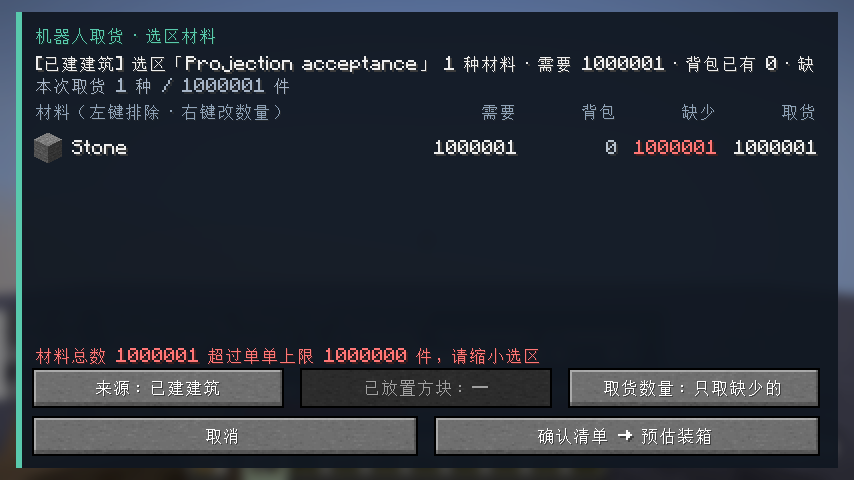 机器人取货 · 选区材料
[已建建筑] 选区「Projection acceptance」 1 种材料 · 需要 1000001 · 背包已有 0 · 缺
本次取货 1 种 / 1000001 件
材料（左键排除 · 右键改数量） 需要 背包 缺少 取货
Stone 1000001 0 1000001 1000001
材料总数 1000001 超过单单上限 1000000 件，请缩小选区
来源：已建建筑 已放置方块：一 取货数量：只取缺少的
取消 确认清单 → 预估装箱